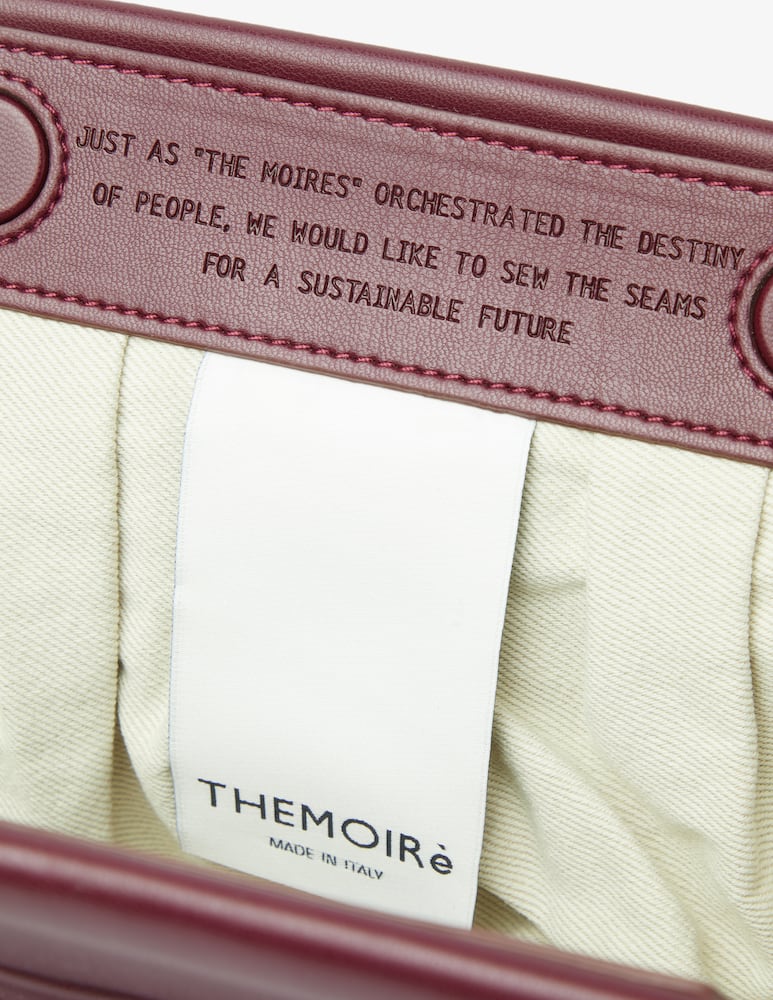 JUST AS "THE MOIRES" ORCHESTRATED THE DESTINY
OF PEOPLE, WE WOULD LIKE TO SEW THE SEAMS
FOR A SUSTAINABLE FUTURE
THEMOIRè
MADE IN ITALY